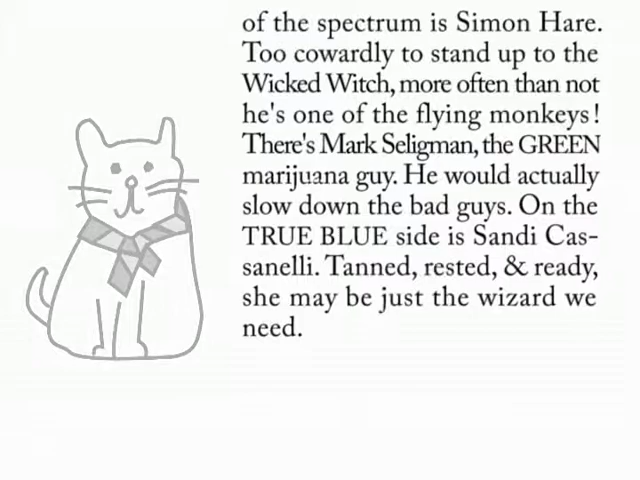 of the spectrum is Simon Hare.
Too cowardly to stand up to the
Wicked Witch, more often than not
he's one of the flying monkeys!
There's Mark Seligman, the GREEN
marijuana guy. He would actually
slow down the bad guys. On the
TRUE BLUE side is Sandi Cas-
sanelli. Tanned, rested, & ready,
she may be just the wizard we
need.